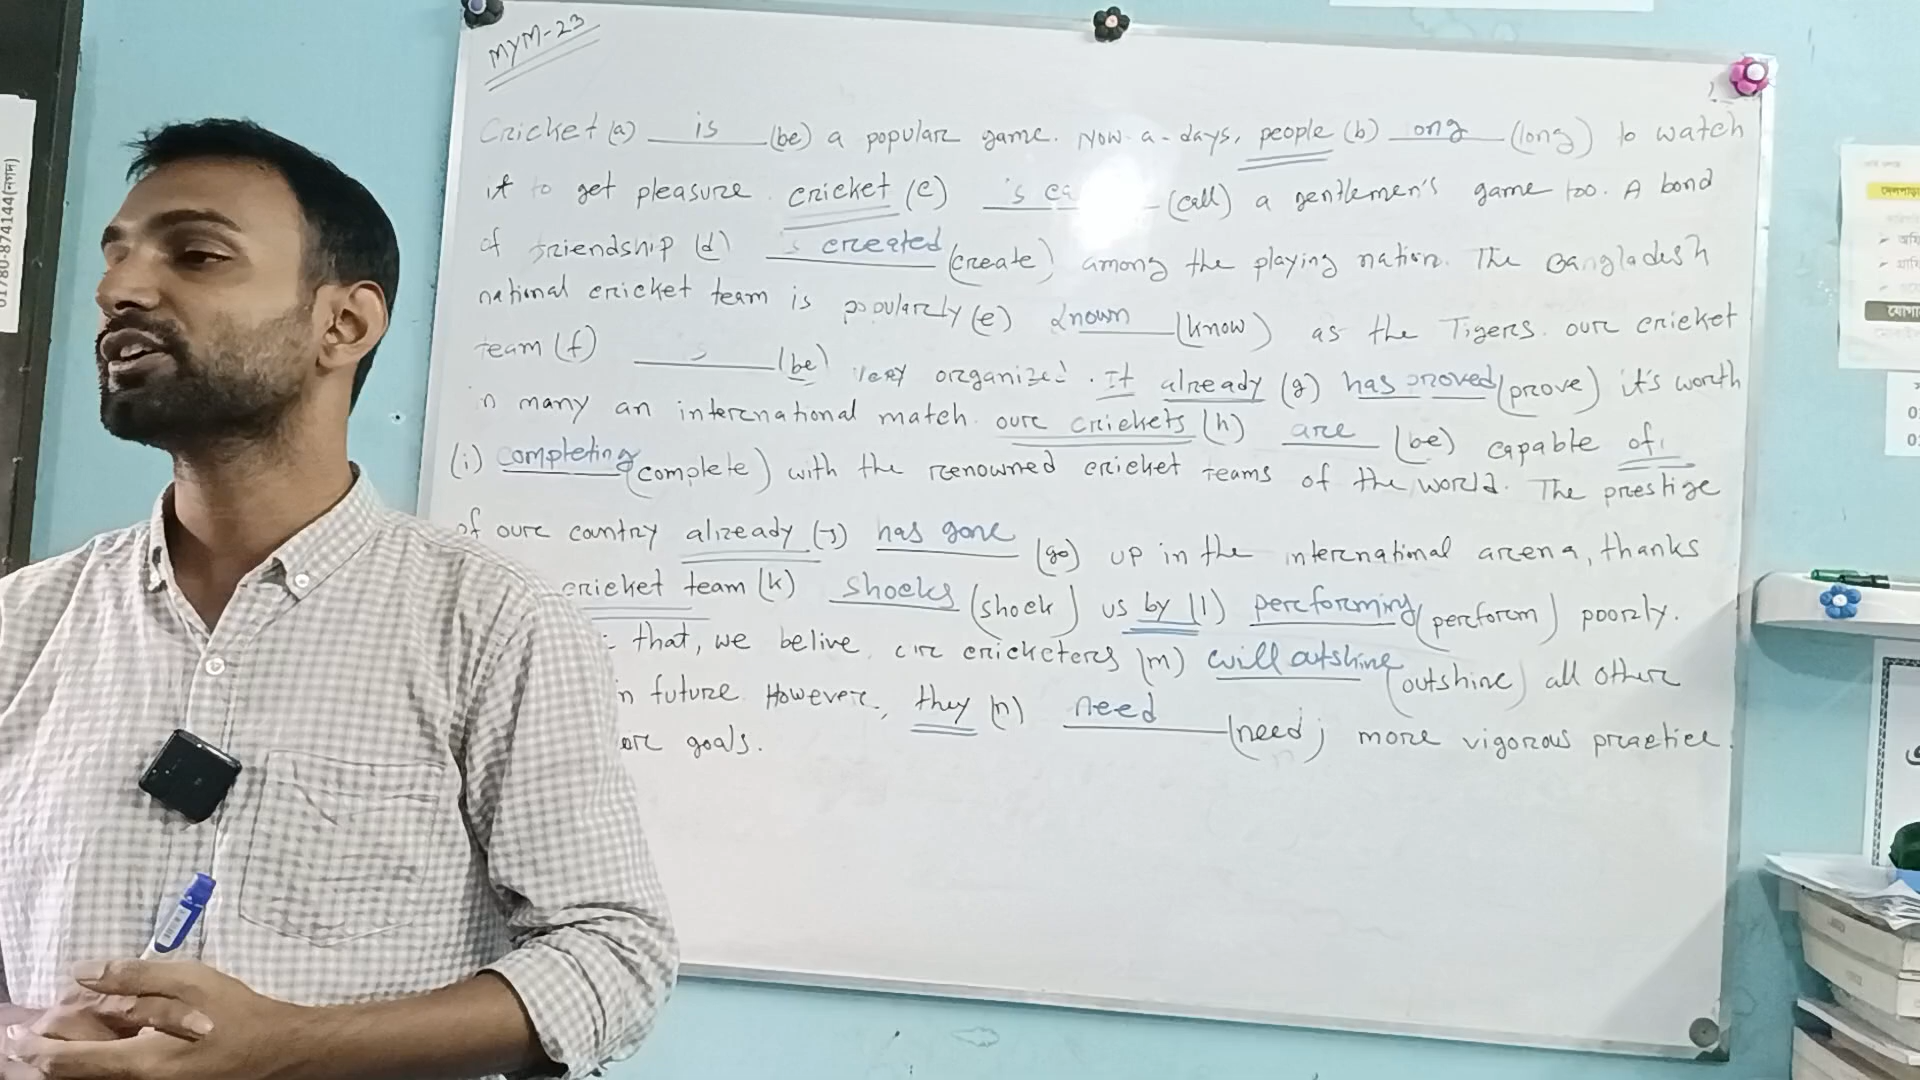 MYM-23
Cricket (a) is (be) a popular game. Now-a-days, people (b) ong (long) to watch
it to get pleasure. cricket (c) 's ca (call) a gentlemen's game too. A bond
of friendship (d) s created (create) among the playing nation. The Bangladesh
national cricket team is popularly (e) known (know) as the Tigers. our cricket
team (f) s (be) very organized. It already (g) has proved (prove) it's worth
n many an international match. our crickets (h) are (be) capable of
(i) completing (complete) with the renowned cricket teams of the world. The prestige
of our country already (j) has gone (go) up in the international arena, thanks
cricket team (k) shocks (shock) us by (l) performing (perform) poorly.
that, we belive cricketers (m) will outshine (outshine) all other
n future. However, they (n) need (need) more vigorous practice.
goals.
01780-874144(নগদ)